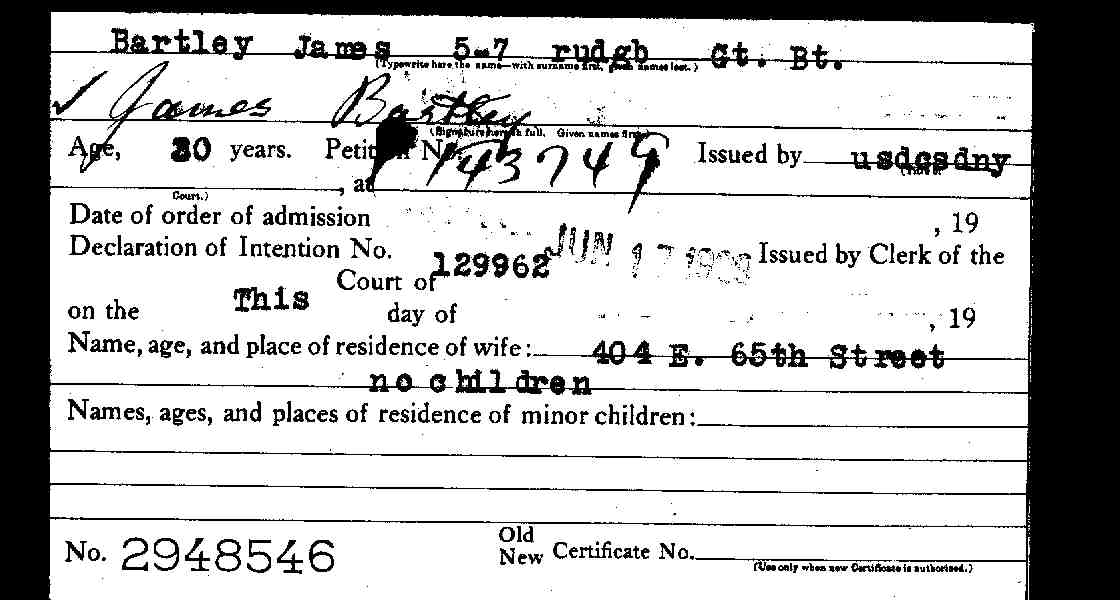 Bartley James 5-7 rudgb Gt. Bt.
(Typewrite here the name—with surname first, given names last.)
✓ James Bartley
(Signature here in full. Given names first)
Age, 30 years. Petition No. 143749 Issued by usdcsdny
, at
Court.)
Date of order of admission , 19
Declaration of Intention No. 129962 JUN 17 Issued by Clerk of the
Court of
on the This day of , 19
Name, age, and place of residence of wife: 404 E. 65th Street
no children
Names, ages, and places of residence of minor children:
No. 2948546 Old
New Certificate No.
(Use only when new Certificate is authorized.)